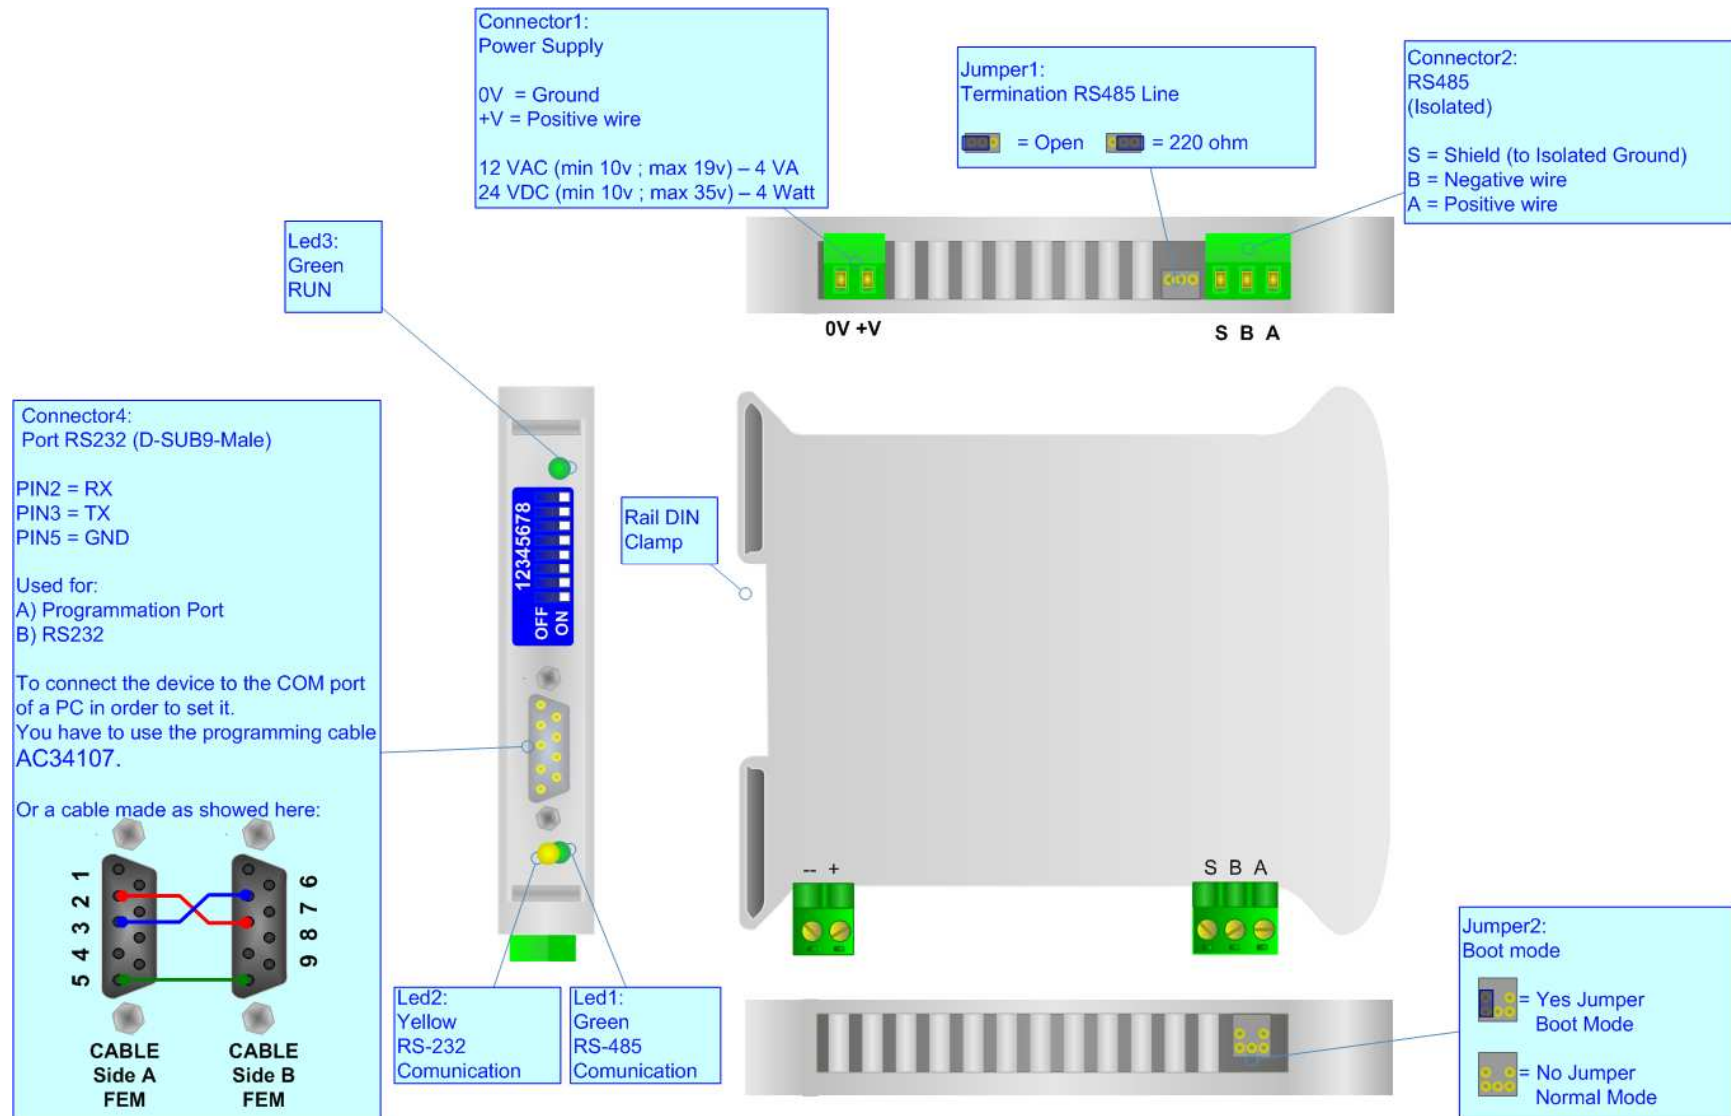 Connector1:
Power Supply
0V = Ground
+V = Positive wire
12 VAC (min 10v ; max 19v) – 4 VA
24 VDC (min 10v ; max 35v) – 4 Watt
Jumper1:
Termination RS485 Line
= Open = 220 ohm
Connector2:
RS485
(Isolated)
S = Shield (to Isolated Ground)
B = Negative wire
A = Positive wire
0V +V
S B A
Led3:
Green
RUN
Connector4:
Port RS232 (D-SUB9-Male)
PIN2 = RX
PIN3 = TX
PIN5 = GND
Used for:
A) Programmation Port
B) RS232
To connect the device to the COM port
of a PC in order to set it.
You have to use the programming cable
AC34107.
Or a cable made as showed here:
1
2
3
4
5
6
7
8
9
CABLE
Side A
FEM
CABLE
Side B
FEM
12345678
OFF
ON
Rail DIN
Clamp
-- +
S B A
Led2:
Yellow
RS-232
Comunication
Led1:
Green
RS-485
Comunication
Jumper2:
Boot mode
= Yes Jumper
Boot Mode
= No Jumper
Normal Mode